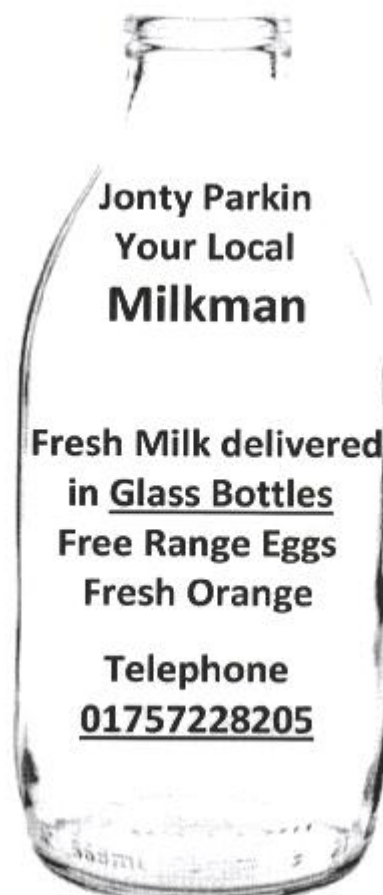 Jonty Parkin
Your Local
Milkman
Fresh Milk delivered
in Glass Bottles
Free Range Eggs
Fresh Orange
Telephone
01757228205